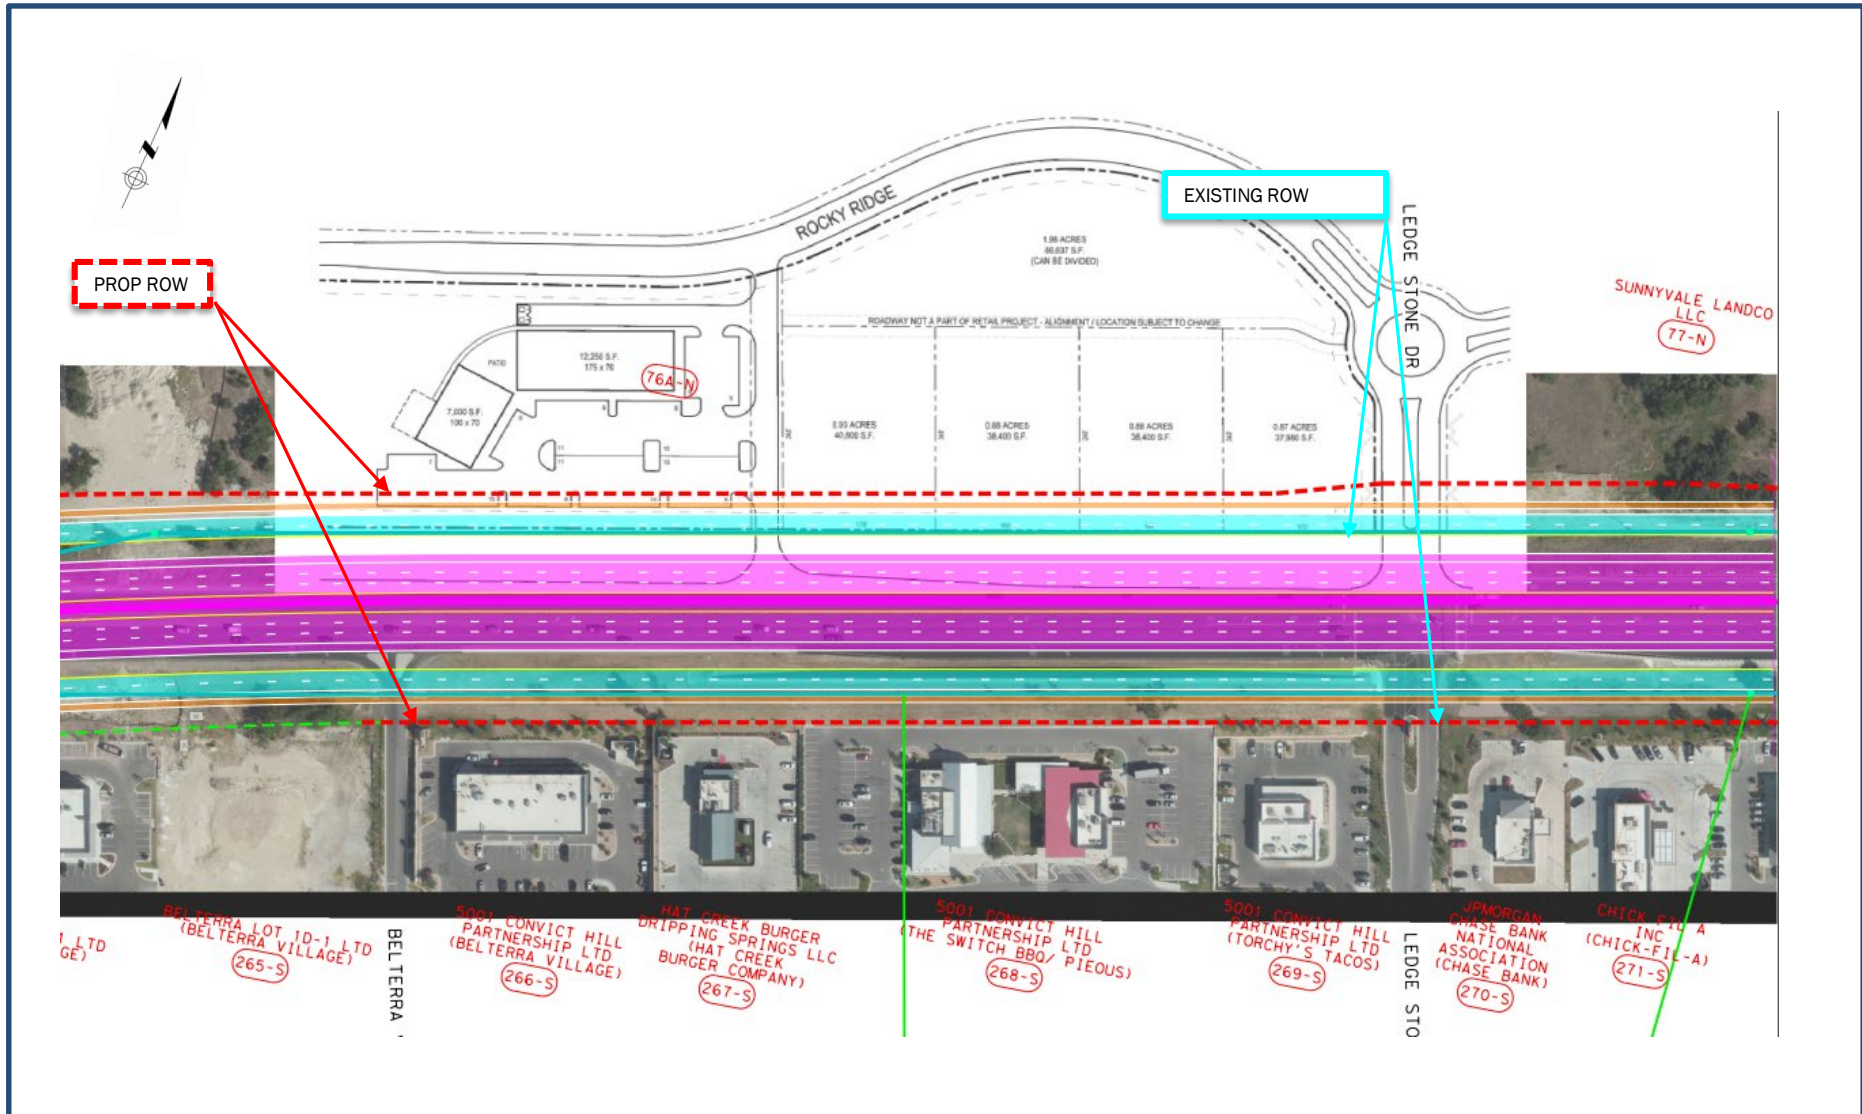 N
EXISTING ROW
PROP ROW
ROCKY RIDGE
LEDGE STONE DR
1.98 ACRES
86,637 S.F.
(CAN BE DIVIDED)
SUNNYVALE LANDCO
LLC
77-N
ROADWAY NOT A PART OF RETAIL PROJECT - ALIGNMENT / LOCATION SUBJECT TO CHANGE
PATIO
12,250 S.F.
175 x 70
76A-N
7,000 S.F.
100 x 70
0.93 ACRES
40,800 S.F.
0.88 ACRES
38,400 S.F.
0.88 ACRES
38,400 S.F.
0.87 ACRES
37,980 S.F.
1 LTD
GE)
BELTERRA LOT 1D-1 LTD
(BELTERRA VILLAGE)
265-S
BELTERRA
5001 CONVICT HILL
PARTNERSHIP LTD
(BELTERRA VILLAGE)
266-S
HAT CREEK BURGER
DRIPPING SPRINGS LLC
(HAT CREEK
BURGER COMPANY)
267-S
5001 CONVICT HILL
PARTNERSHIP LTD
(THE SWITCH BBQ/ PIEOUS)
268-S
5001 CONVICT HILL
PARTNERSHIP LTD
(TORCHY'S TACOS)
269-S
LEDGE STO
JPMORGAN
CHASE BANK
NATIONAL
ASSOCIATION
(CHASE BANK)
270-S
CHICK FIL A
INC
(CHICK-FIL-A)
271-S